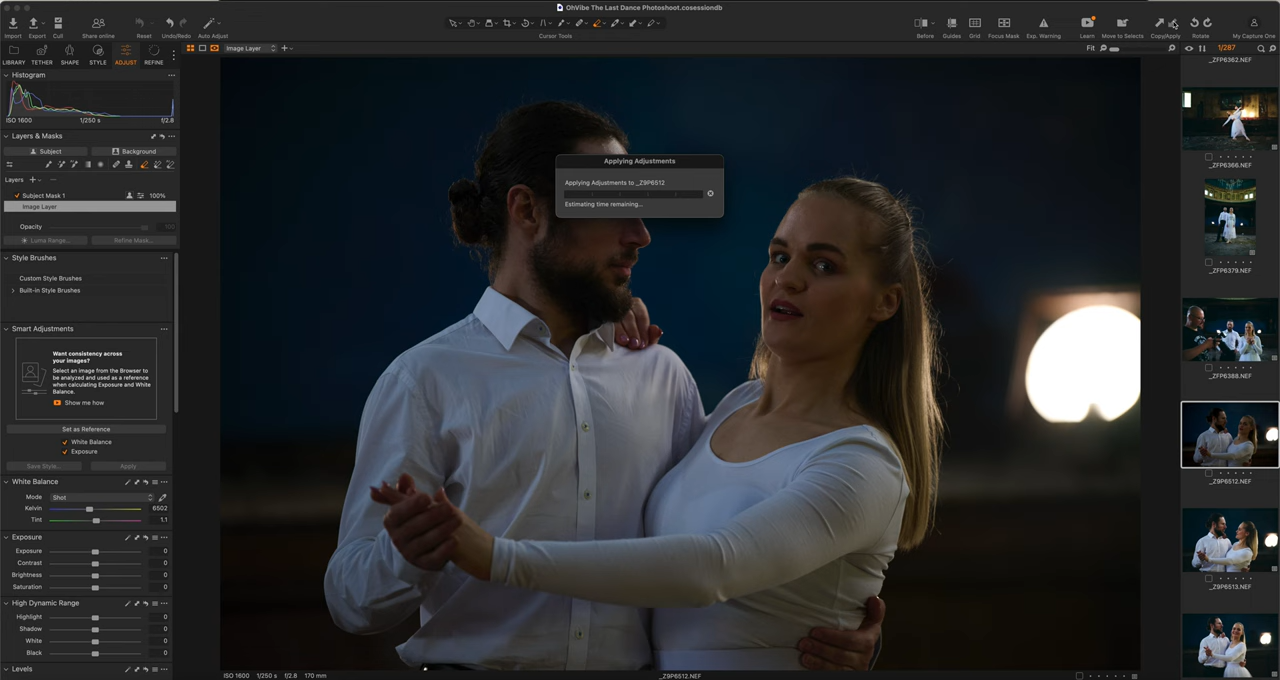 OhVibe The Last Dance Photoshoot.cosessiondb
Import
Export
Cull
Share online
Reset
Undo/Redo
Auto Adjust
Cursor Tools
Before
Guides
Grid
Focus Mask
Exp. Warning
Learn
Move to Selects
Copy/Apply
Rotate
My Capture One
LIBRARY
TETHER
SHAPE
STYLE
ADJUST
REFINE
Image Layer
Fit
1/287
Histogram
ISO 1600
1/250 s
f/2.8
Layers & Masks
Subject
Background
Layers
Subject Mask 1
100%
Image Layer
Opacity
100
Luma Range...
Refine Mask...
Style Brushes
Custom Style Brushes
Built-in Style Brushes
Smart Adjustments
Want consistency across
your images?
Select an image from the Browser to
be analyzed and used as a reference
when calculating Exposure and White
Balance.
Show me how
Set as Reference
White Balance
Exposure
Save Style...
Apply
White Balance
Mode
Shot
Kelvin
6502
Tint
1.1
Exposure
Exposure
0
Contrast
0
Brightness
0
Saturation
0
High Dynamic Range
Highlight
0
Shadow
0
White
0
Black
0
Levels
Applying Adjustments
Applying Adjustments to _Z9P6512
Estimating time remaining...
ISO 1600
1/250 s
f/2.8
170 mm
_Z9P6512.NEF
_ZFP6362.NEF
_ZFP6366.NEF
_ZFP6379.NEF
_ZFP6388.NEF
_Z9P6512.NEF
_Z9P6513.NEF